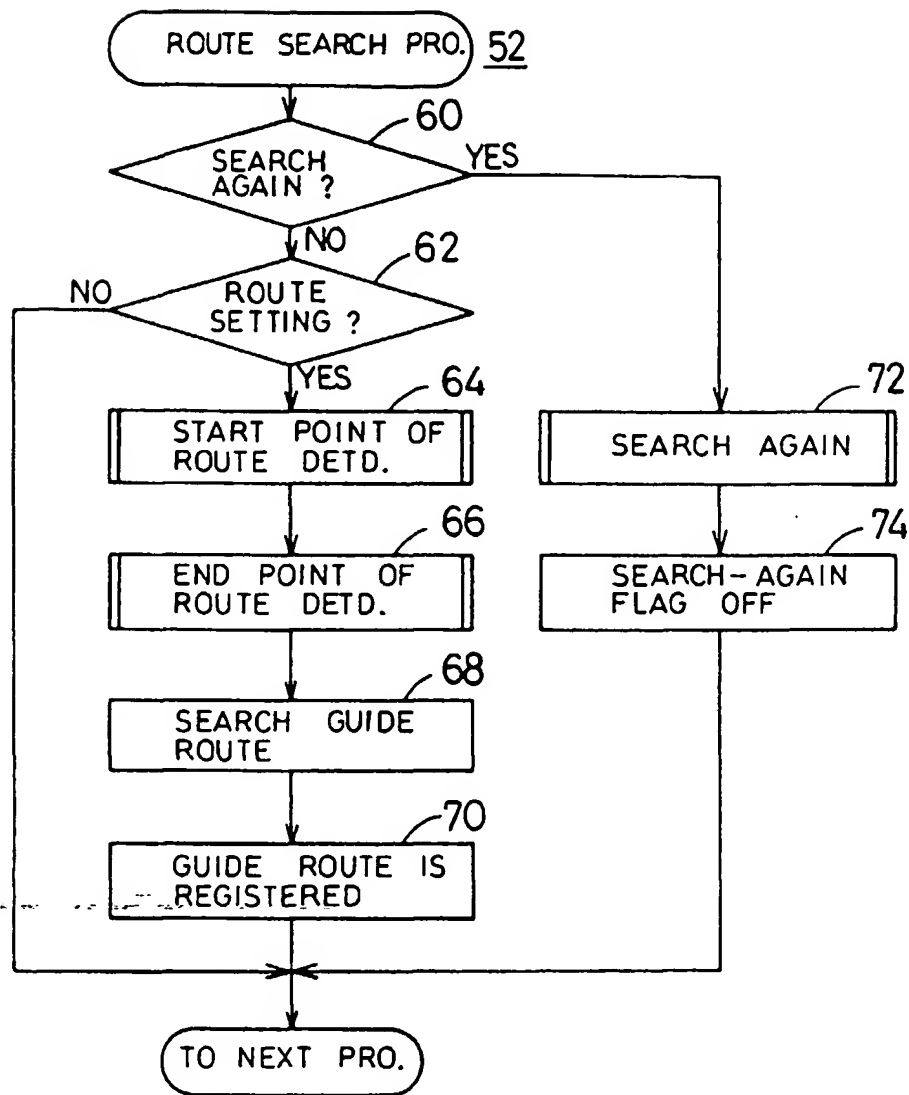 ROUTE SEARCH PRO. 52
60
SEARCH
AGAIN ?
YES
NO
62
NO
ROUTE
SETTING ?
YES
64
START POINT OF
ROUTE DETD.
72
SEARCH AGAIN
66
END POINT OF
ROUTE DETD.
74
SEARCH-AGAIN
FLAG OFF
68
SEARCH GUIDE
ROUTE
70
GUIDE ROUTE IS
REGISTERED
TO NEXT PRO.